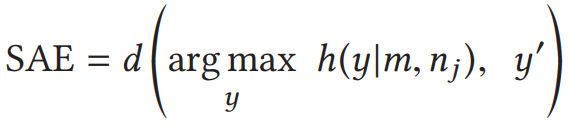 SAE = d(arg max h(y|m, n_j), y′)
y